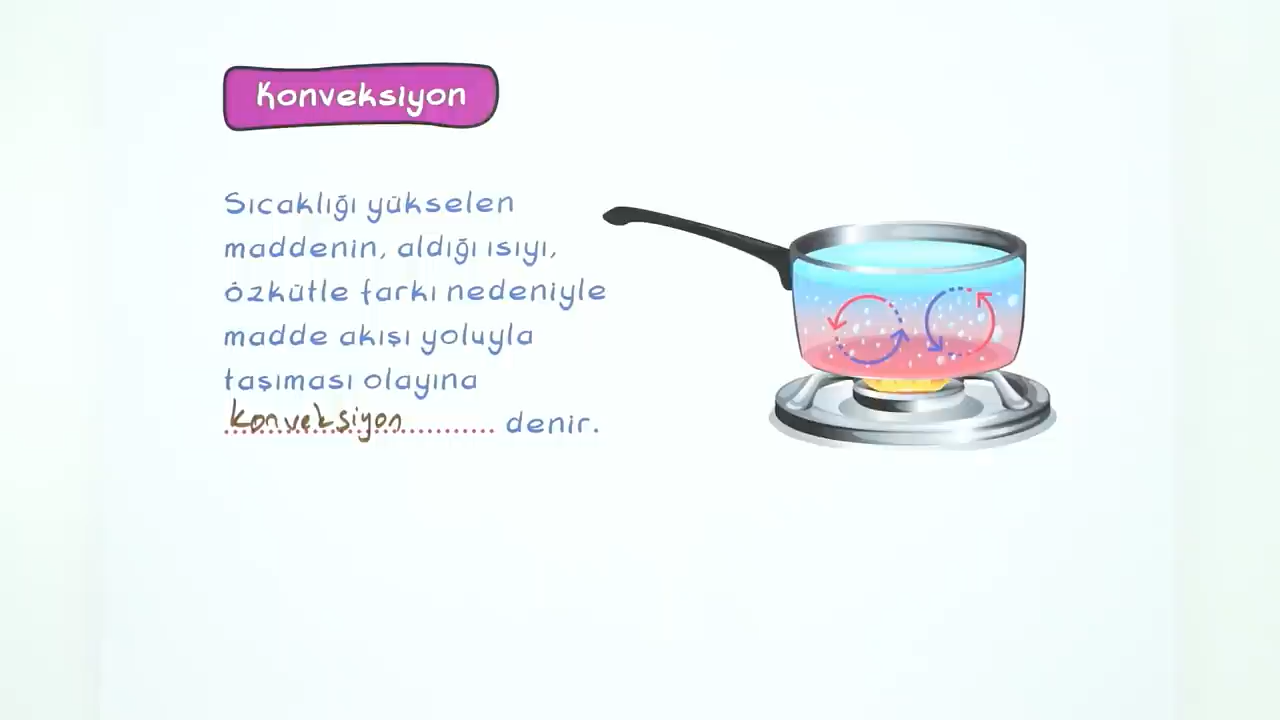 Konveksiyon
Sıcaklığı yükselen
maddenin, aldığı ısıyı,
özkütle farkı nedeniyle
madde akışı yoluyla
taşıması olayına
konveksiyon denir.